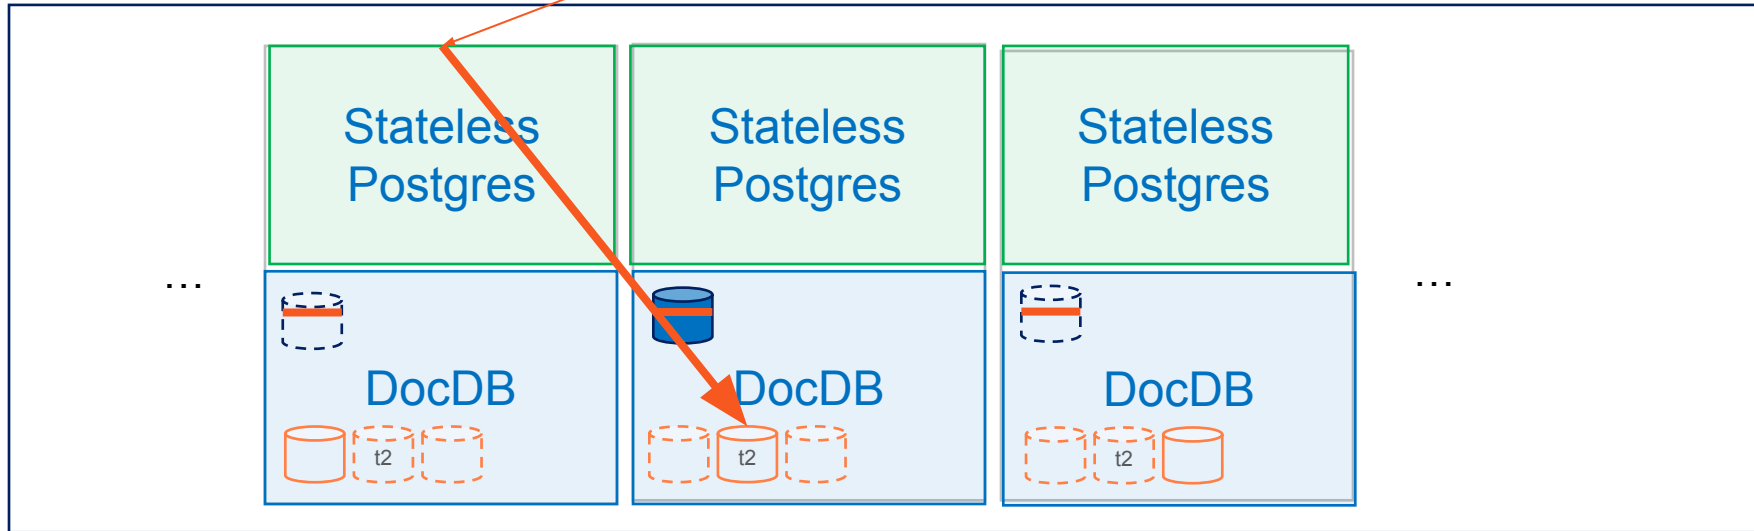 Stateless
Postgres
Stateless
Postgres
Stateless
Postgres
...
...
DocDB
DocDB
DocDB
t2
t2
t2